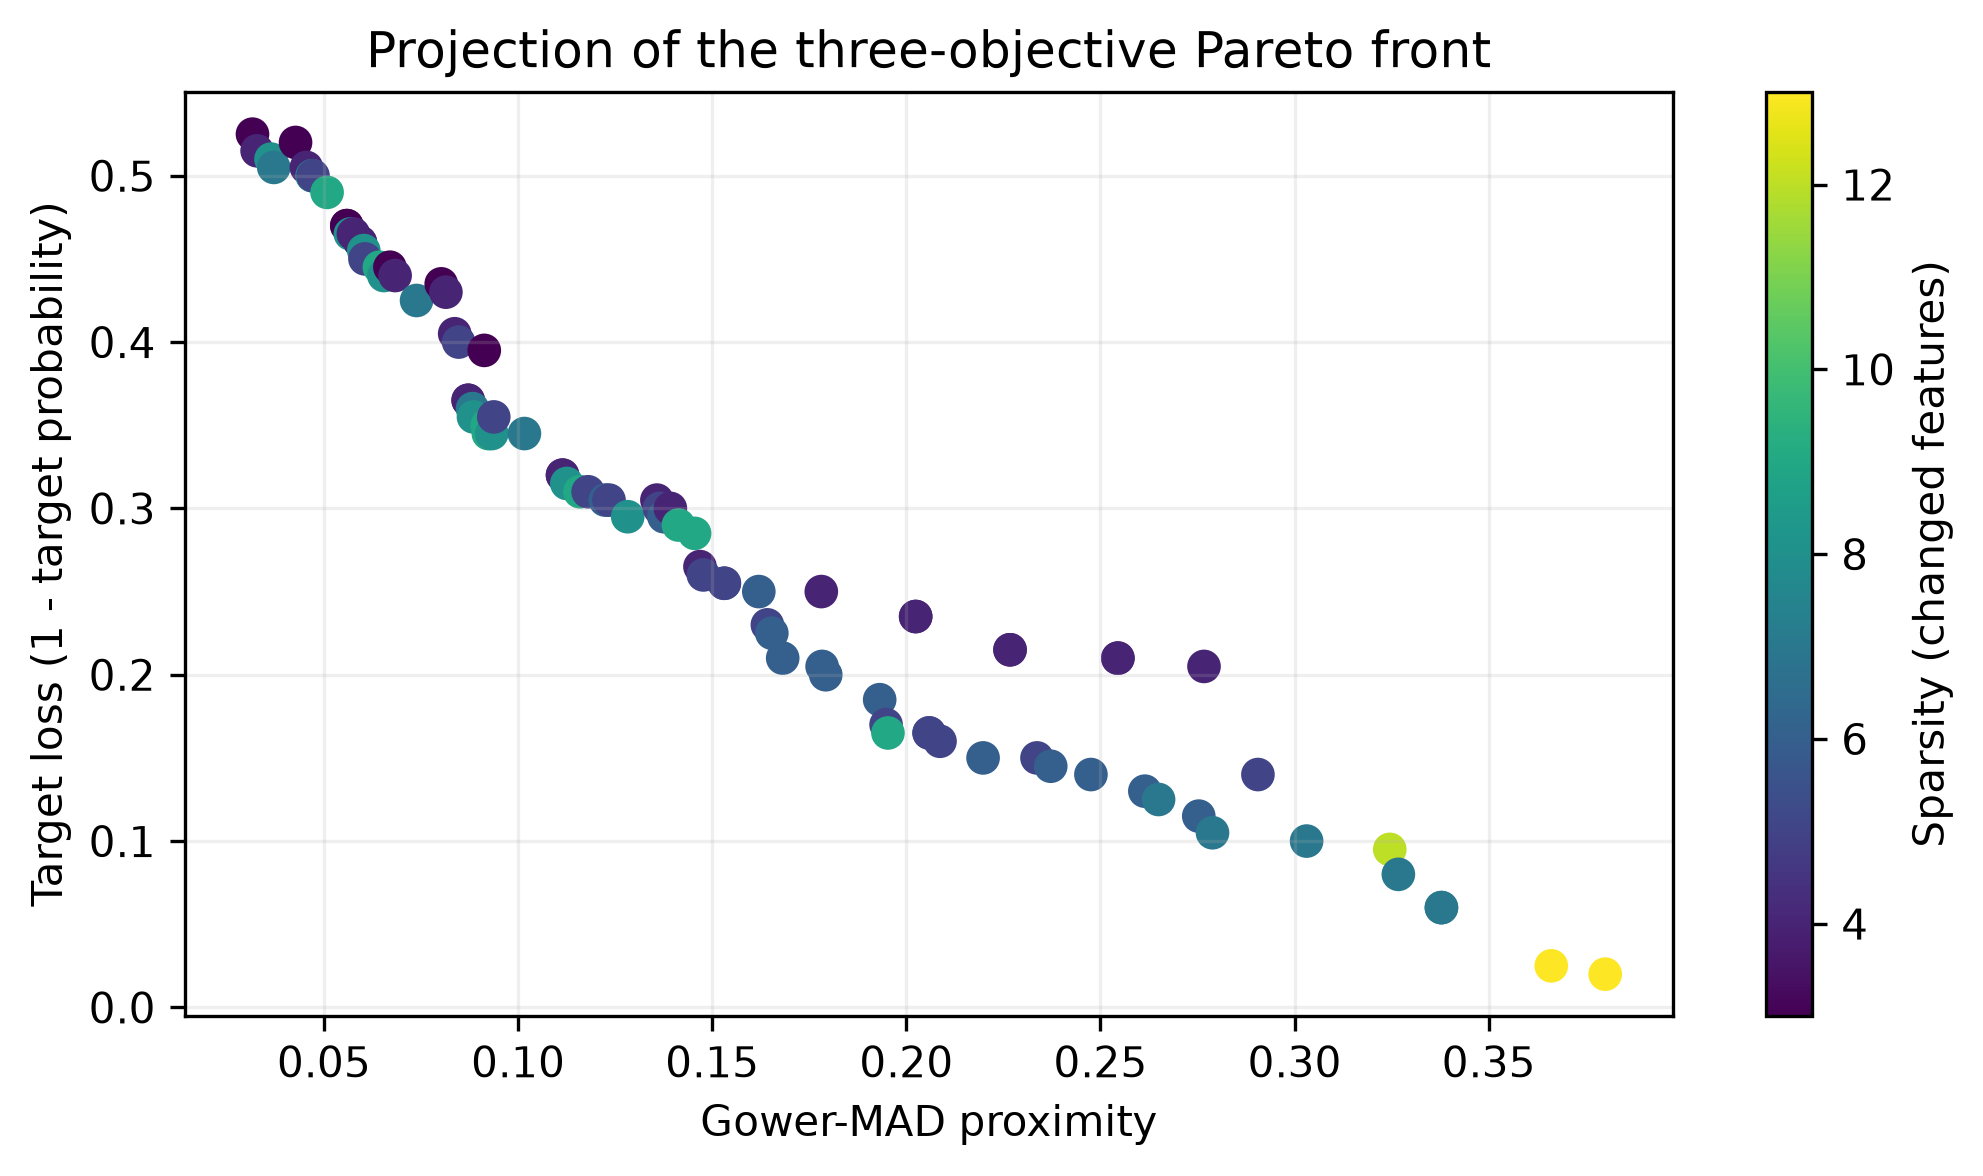 Projection of the three-objective Pareto front
Target loss (1 - target probability)
0.5
0.4
0.3
0.2
0.1
0.0
0.05 0.10 0.15 0.20 0.25 0.30 0.35
Gower-MAD proximity
12
10
8
6
4
Sparsity (changed features)